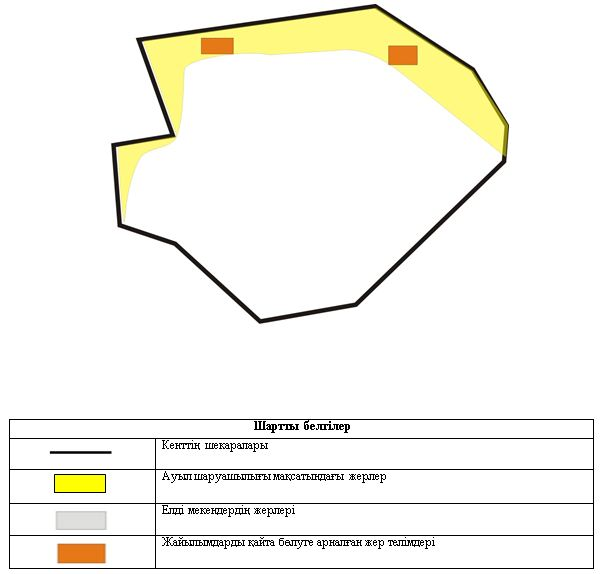 Шартты белгілер
Кенттің шекаралары
Ауыл шаруашылығы мақсатындағы жерлер
Елді мекендердің жерлері
Жайылымдарды қайта бөлуге арналған жер телімдері